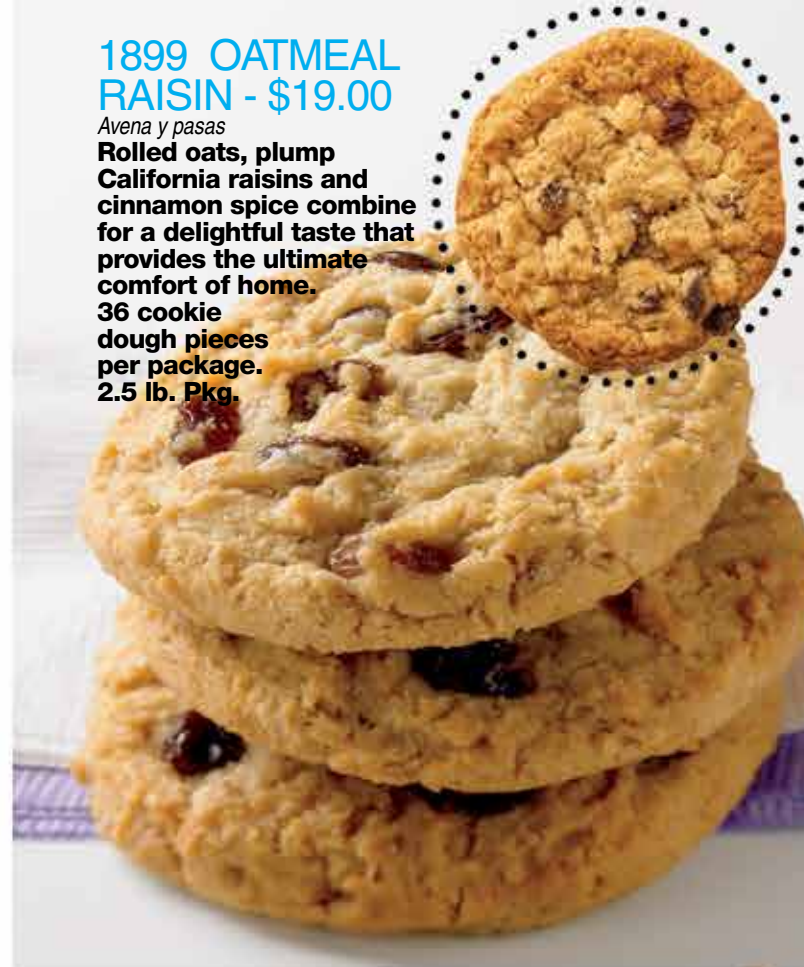 1899 OATMEAL
RAISIN - $19.00
Avena y pasas
Rolled oats, plump
California raisins and
cinnamon spice combine
for a delightful taste that
provides the ultimate
comfort of home.
36 cookie
dough pieces
per package.
2.5 lb. Pkg.